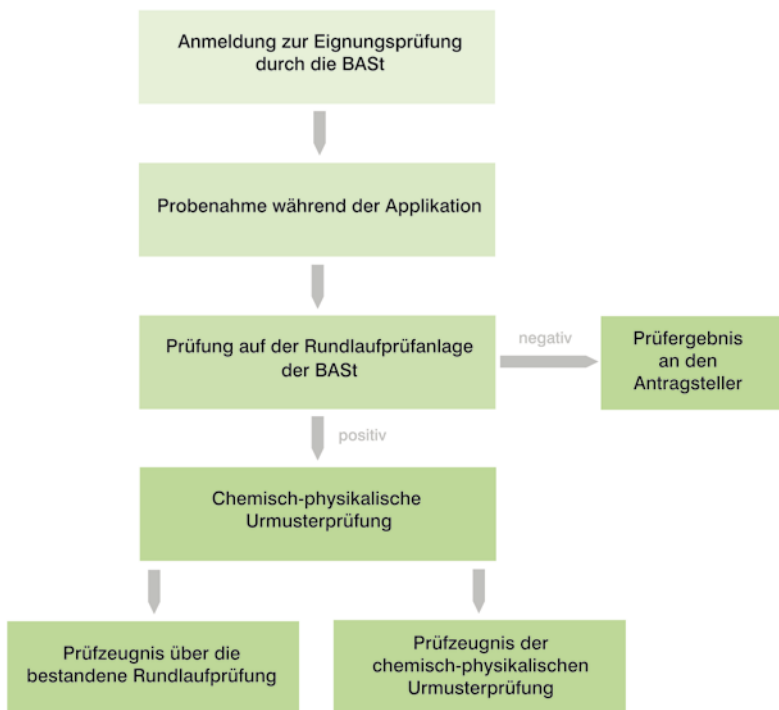 Anmeldung zur Eignungsprüfung
durch die BASt
Probenahme während der Applikation
Prüfung auf der Rundlaufprüfanlage
der BASt
negativ
Prüfergebnis
an den
Antragsteller
positiv
Chemisch-physikalische
Urmusterprüfung
Prüfzeugnis über die
bestandene Rundlaufprüfung
Prüfzeugnis der
chemisch-physikalischen
Urmusterprüfung